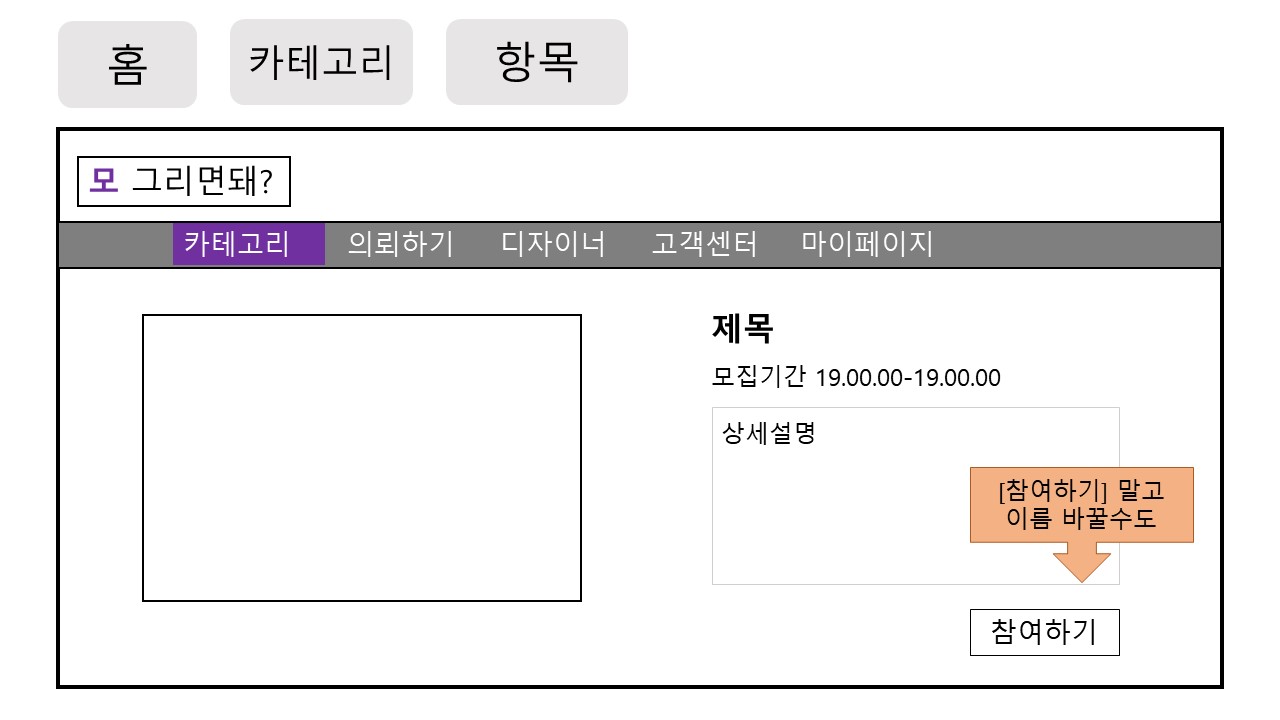 홈
카테고리
항목
모 그리면돼?
카테고리 의뢰하기 디자이너 고객센터 마이페이지
제목
모집기간 19.00.00-19.00.00
상세설명
[참여하기] 말고
이름 바꿀수도
참여하기